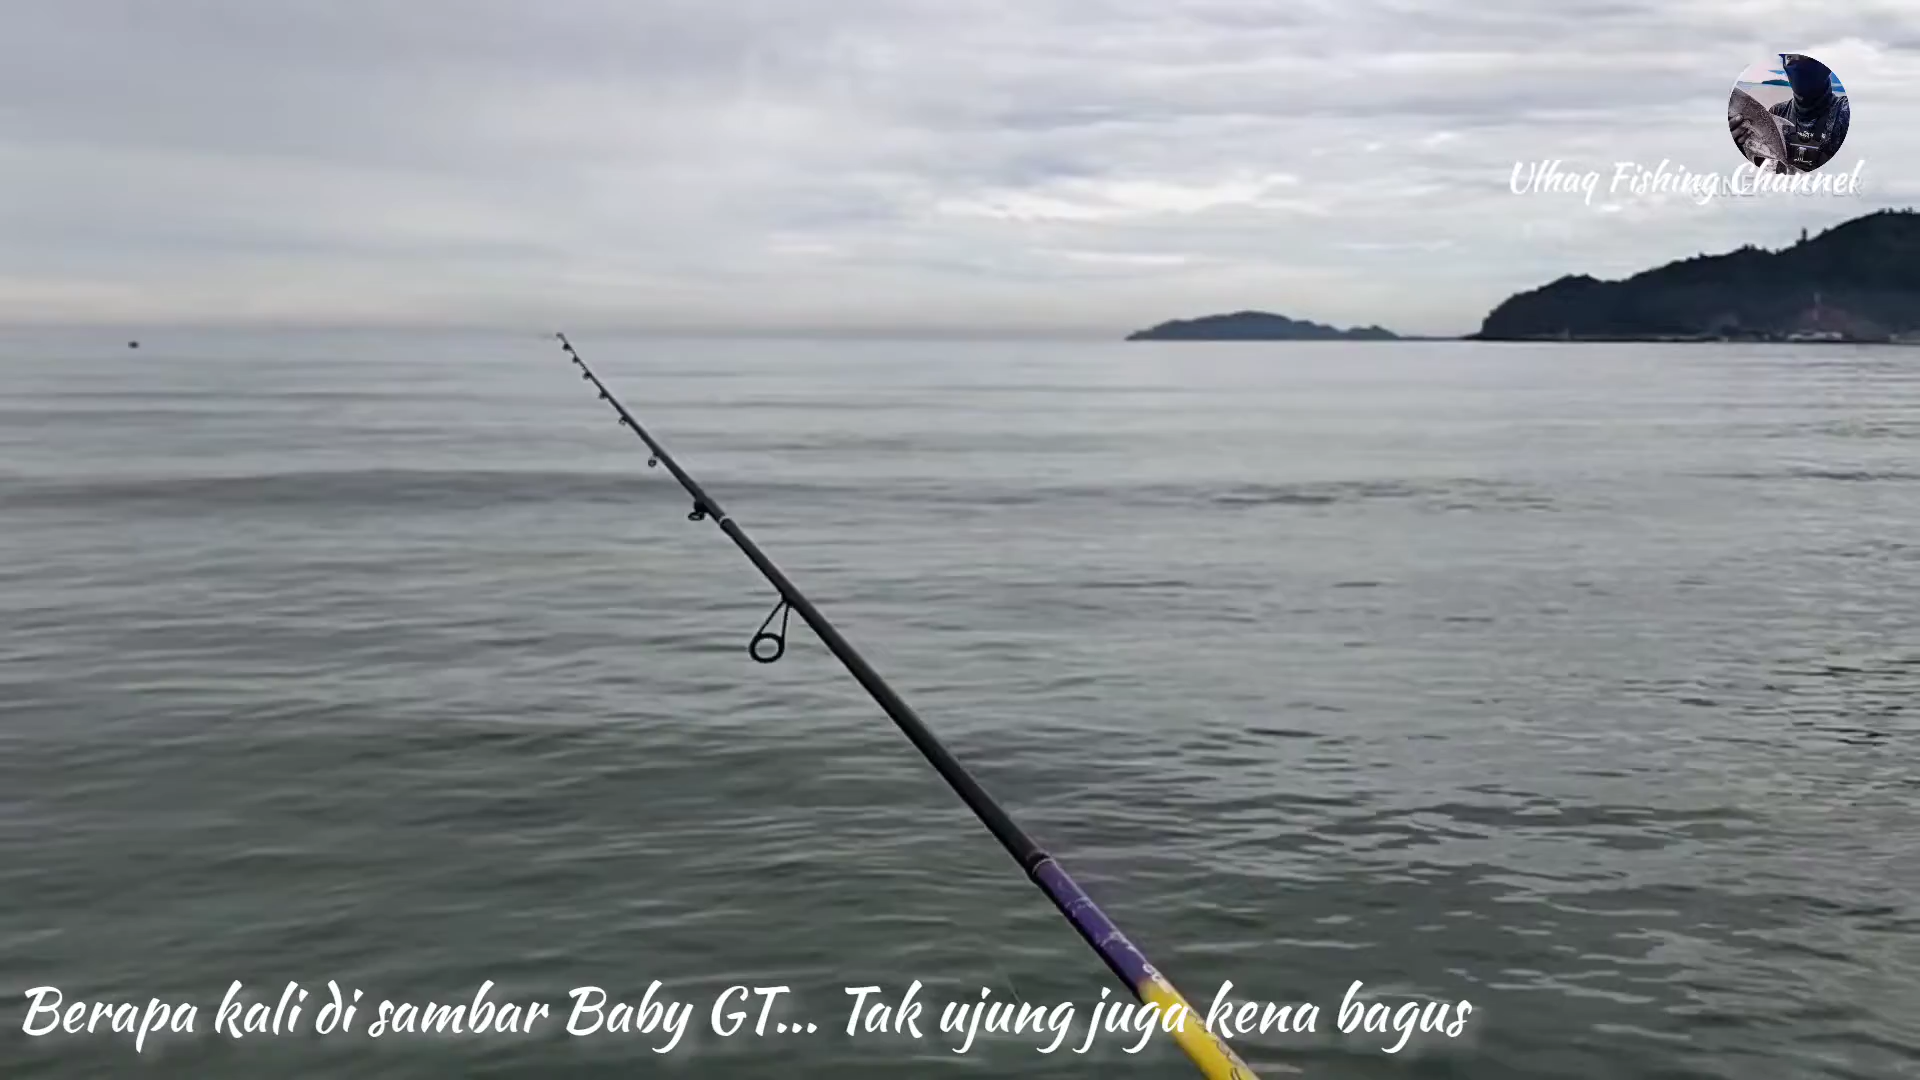 Ulhaq Fishing Channel
Berapa kali di sambar Baby GT... Tak ujung juga kena bagus